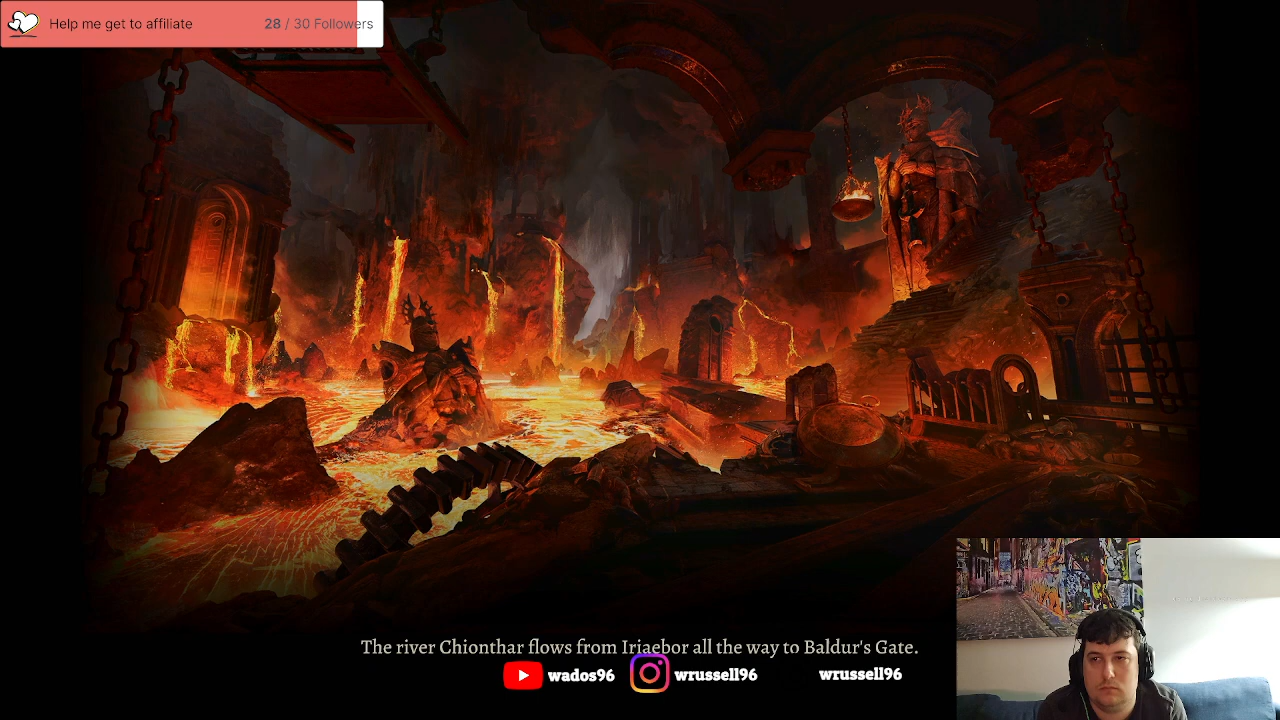 Help me get to affiliate 28 / 30 Followers
The river Chionthar flows from Iriaebor all the way to Baldur's Gate.
wados96 wrussell96 wrussell96